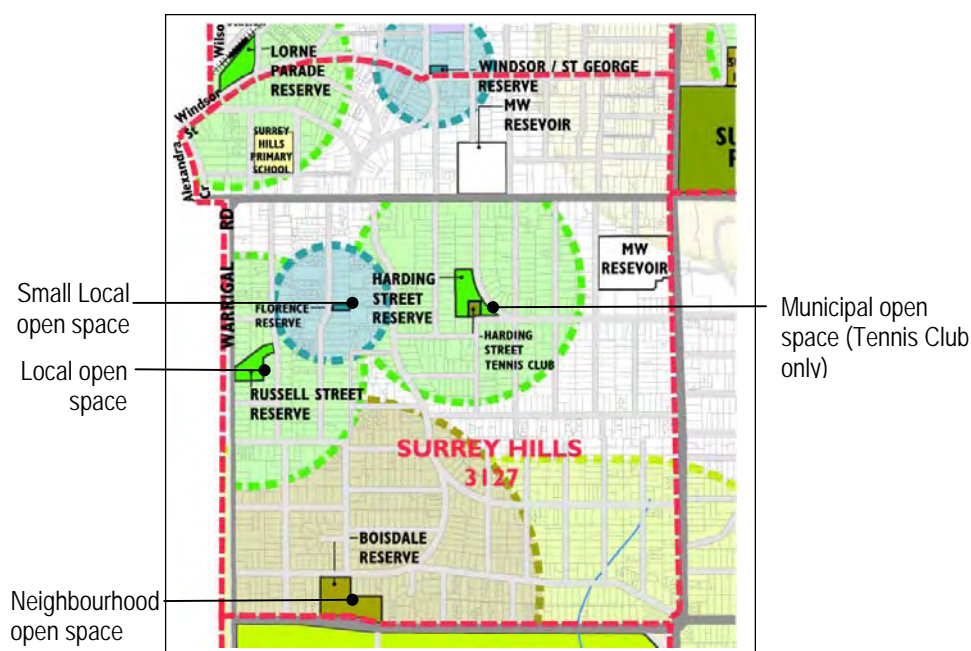 Wilso
LORNE
PARADE
RESERVE
WINDSOR / ST GEORGE
RESERVE
MW
RESEVOIR
Windsor
St
Alexandra
Cr
SURREY
HILLS
PRIMARY
SCHOOL
WARRIGAL RD
MW
RESEVOIR
HARDING
STREET
RESERVE
FLORENCE
RESERVE
HARDING
STREET
TENNIS CLUB
RUSSELL STREET
RESERVE
SURREY HILLS
3127
BOISDALE
RESERVE
Small Local
open space
Local open
space
Neighbourhood
open space
Municipal open
space (Tennis Club
only)